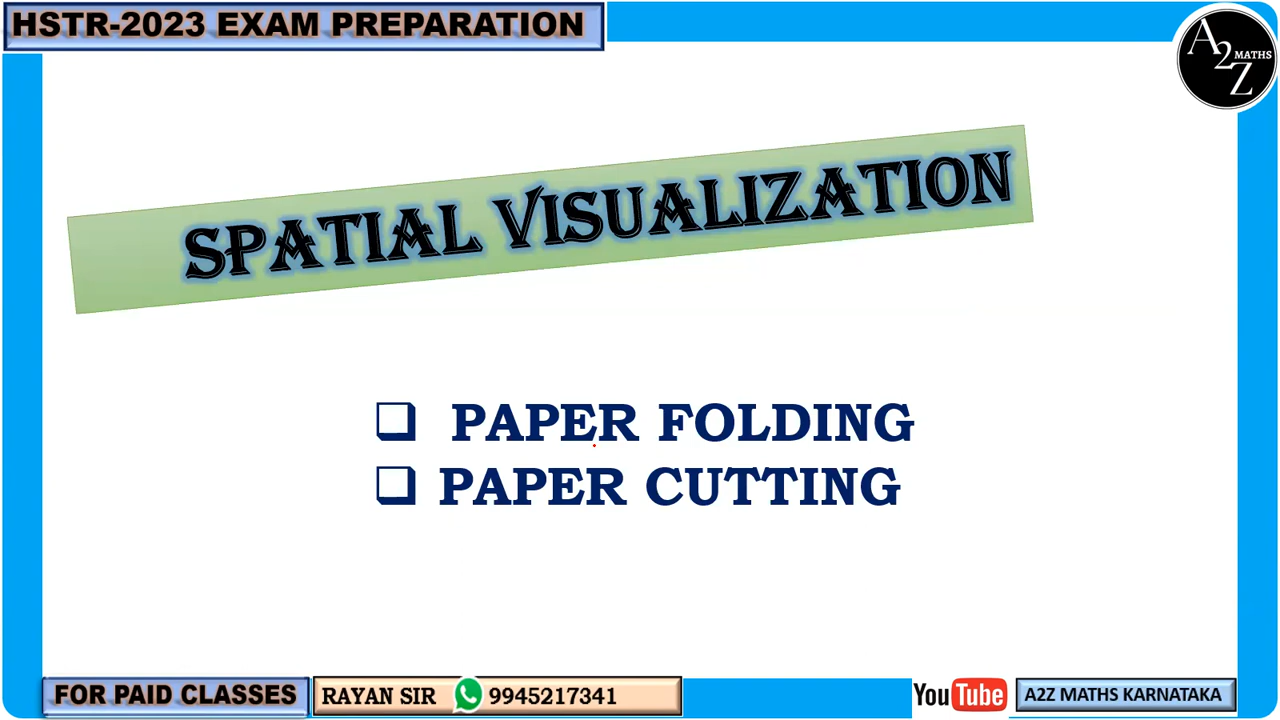 HSTR-2023 EXAM PREPARATION
A2Z MATHS
SPATIAL VISUALIZATION
❑ PAPER FOLDING
❑ PAPER CUTTING
FOR PAID CLASSES
RAYAN SIR 9945217341
YouTube
A2Z MATHS KARNATAKA